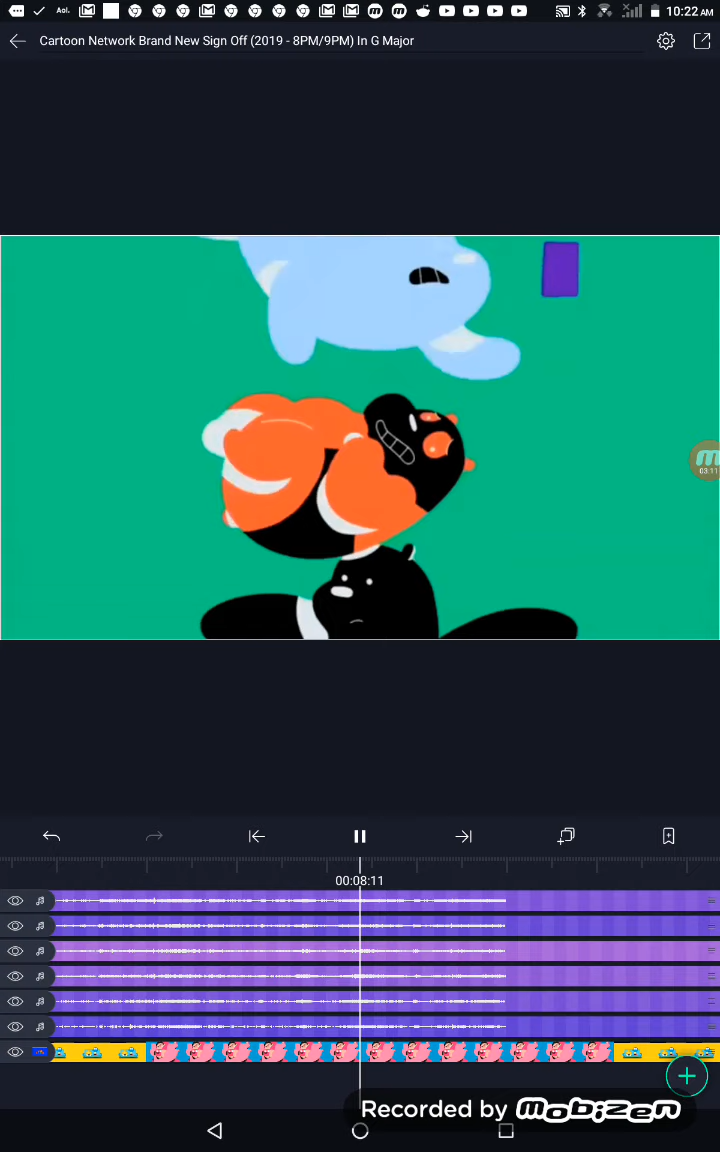 Aol.
10:22 AM
Cartoon Network Brand New Sign Off (2019 - 8PM/9PM) In G Major
03:11
00:08:11
Recorded by mobizen